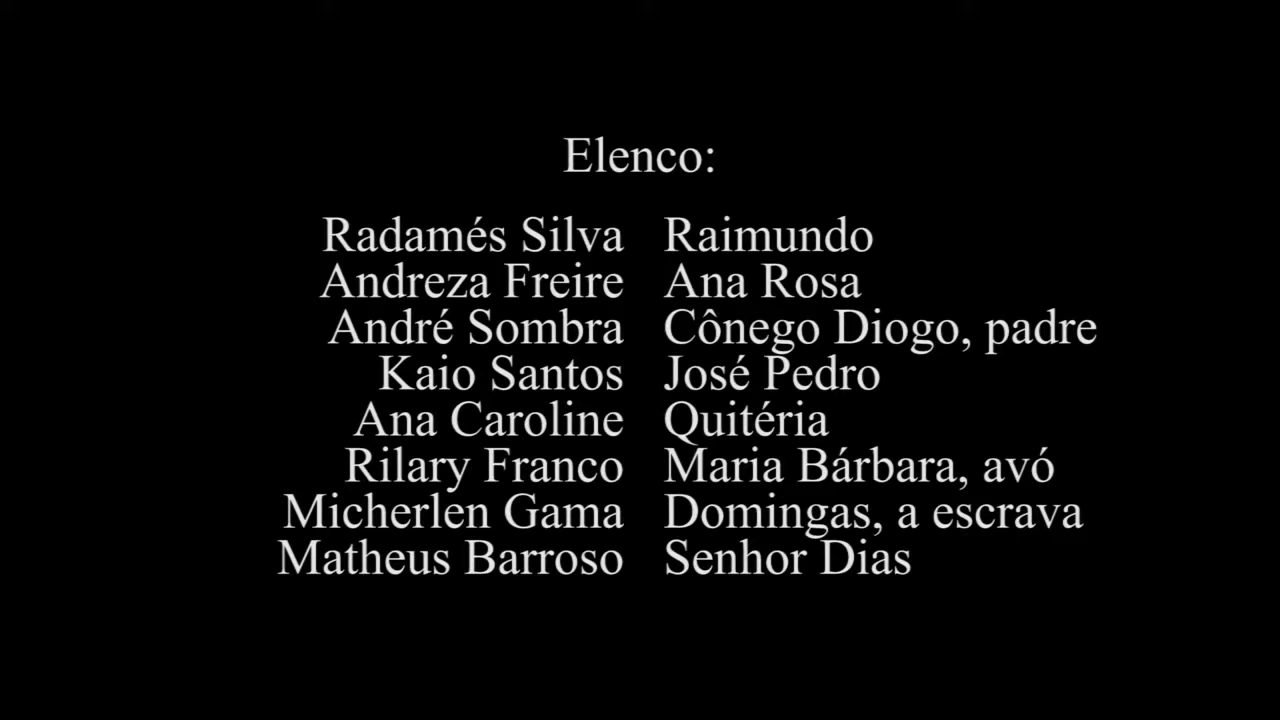 Elenco:
Radamés Silva Raimundo
Andreza Freire Ana Rosa
André Sombra Cônego Diogo, padre
Kaio Santos José Pedro
Ana Caroline Quitéria
Rilary Franco Maria Bárbara, avó
Micherlen Gama Domingas, a escrava
Matheus Barroso Senhor Dias